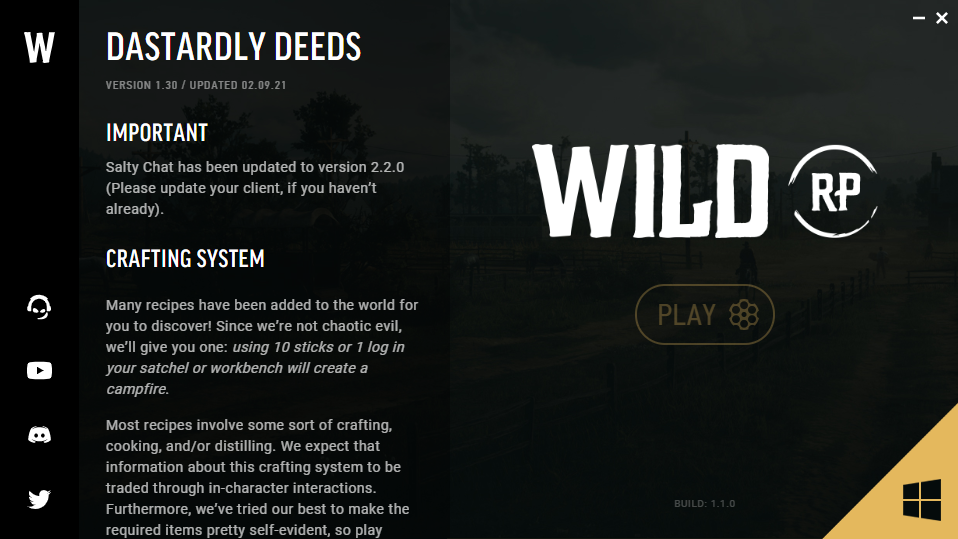 W
DASTARDLY DEEDS
VERSION 1.30 / UPDATED 02.09.21
IMPORTANT
Salty Chat has been updated to version 2.2.0
(Please update your client, if you haven't
already).
CRAFTING SYSTEM
Many recipes have been added to the world for
you to discover! Since we're not chaotic evil,
we'll give you one: using 10 sticks or 1 log in
your satchel or workbench will create a
campfire.
Most recipes involve some sort of crafting,
cooking, and/or distilling. We expect that
information about this crafting system to be
traded through in-character interactions.
Furthermore, we've tried our best to make the
required items pretty self-evident, so play
WILD RP
PLAY
BUILD: 1.1.0